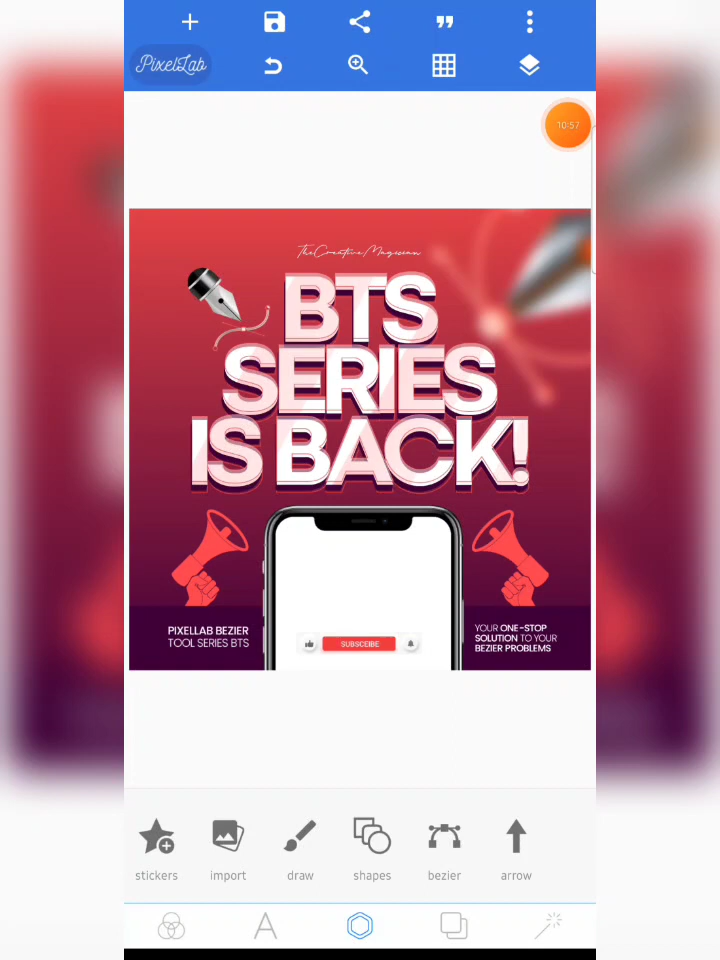 PixelLab
10:57
TheCreativeMagician
BTS
SERIES
IS BACK!
PIXELLAB BEZIER
TOOL SERIES BTS
SUBSCEIBE
YOUR ONE-STOP
SOLUTION TO YOUR
BEZIER PROBLEMS
stickers
import
draw
shapes
bezier
arrow